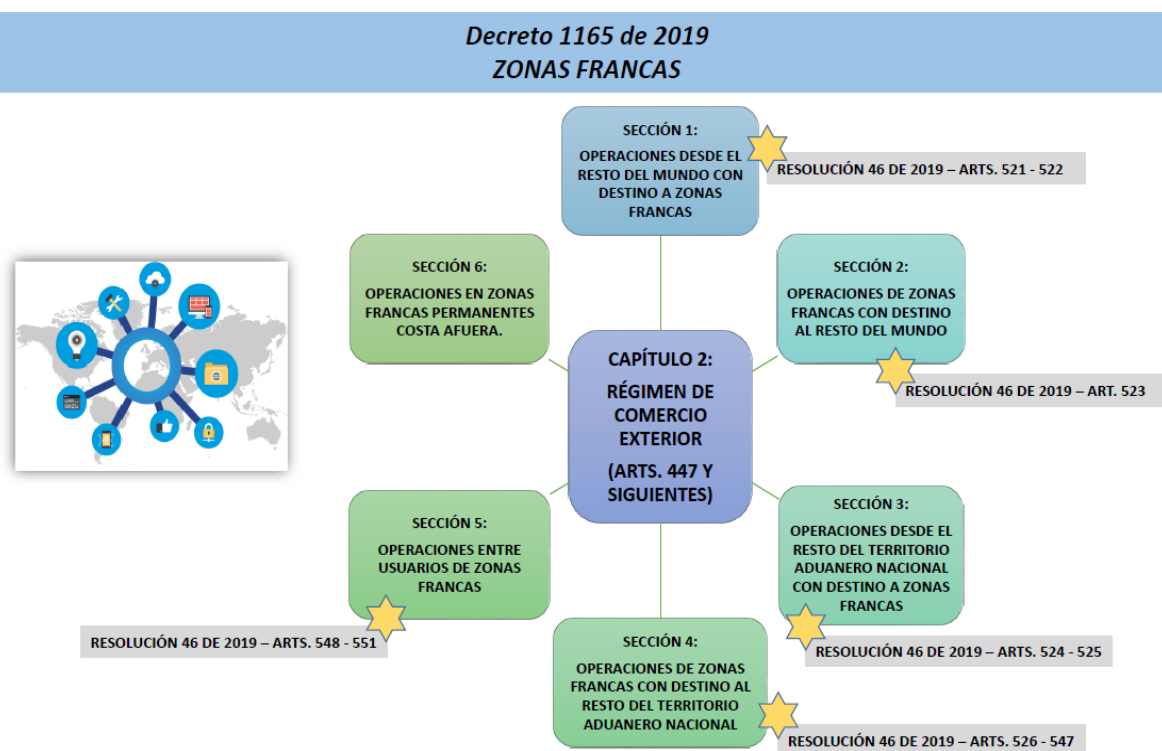 Decreto 1165 de 2019
ZONAS FRANCAS
SECCIÓN 1:
OPERACIONES DESDE EL
RESTO DEL MUNDO CON
DESTINO A ZONAS
FRANCAS
RESOLUCIÓN 46 DE 2019 – ARTS. 521 - 522
SECCIÓN 6:
OPERACIONES EN ZONAS
FRANCAS PERMANENTES
COSTA AFUERA.
SECCIÓN 2:
OPERACIONES DE ZONAS
FRANCAS CON DESTINO
AL RESTO DEL MUNDO
RESOLUCIÓN 46 DE 2019 – ART. 523
CAPÍTULO 2:
RÉGIMEN DE
COMERCIO
EXTERIOR
(ARTS. 447 Y
SIGUIENTES)
SECCIÓN 5:
OPERACIONES ENTRE
USUARIOS DE ZONAS
FRANCAS
RESOLUCIÓN 46 DE 2019 – ARTS. 548 - 551
SECCIÓN 3:
OPERACIONES DESDE EL
RESTO DEL TERRITORIO
ADUANERO NACIONAL
CON DESTINO A ZONAS
FRANCAS
RESOLUCIÓN 46 DE 2019 – ARTS. 524 - 525
SECCIÓN 4:
OPERACIONES DE ZONAS
FRANCAS CON DESTINO AL
RESTO DEL TERRITORIO
ADUANERO NACIONAL
RESOLUCIÓN 46 DE 2019 – ARTS. 526 - 547